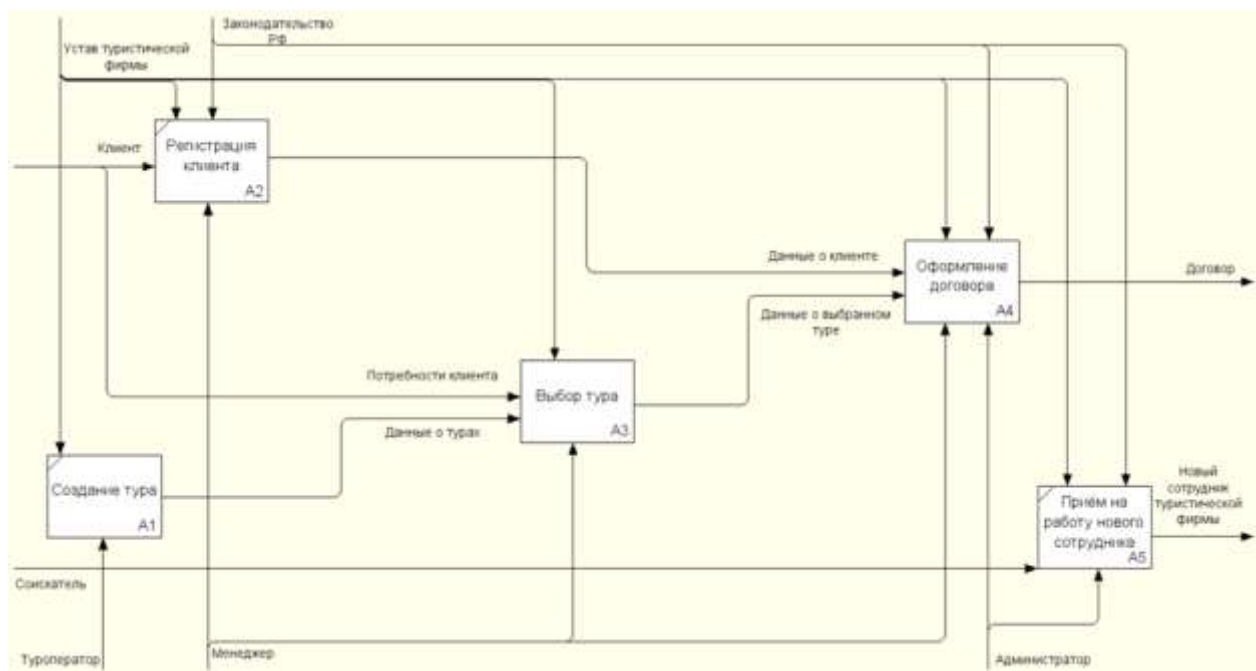 Законодательство
РФ
Устав туристической
фирмы
Клиент
Регистрация
клиента
A2
Данные о клиенте
Оформление
договора
A4
Договор
Данные о выбранном
туре
Потребности клиента
Выбор тура
A3
Данные о турах
Создание тура
A1
Новый
сотрудник
туристической
фирмы
Приём на
работу нового
сотрудника
A5
Соискатель
Туроператор
Менеджер
Администратор